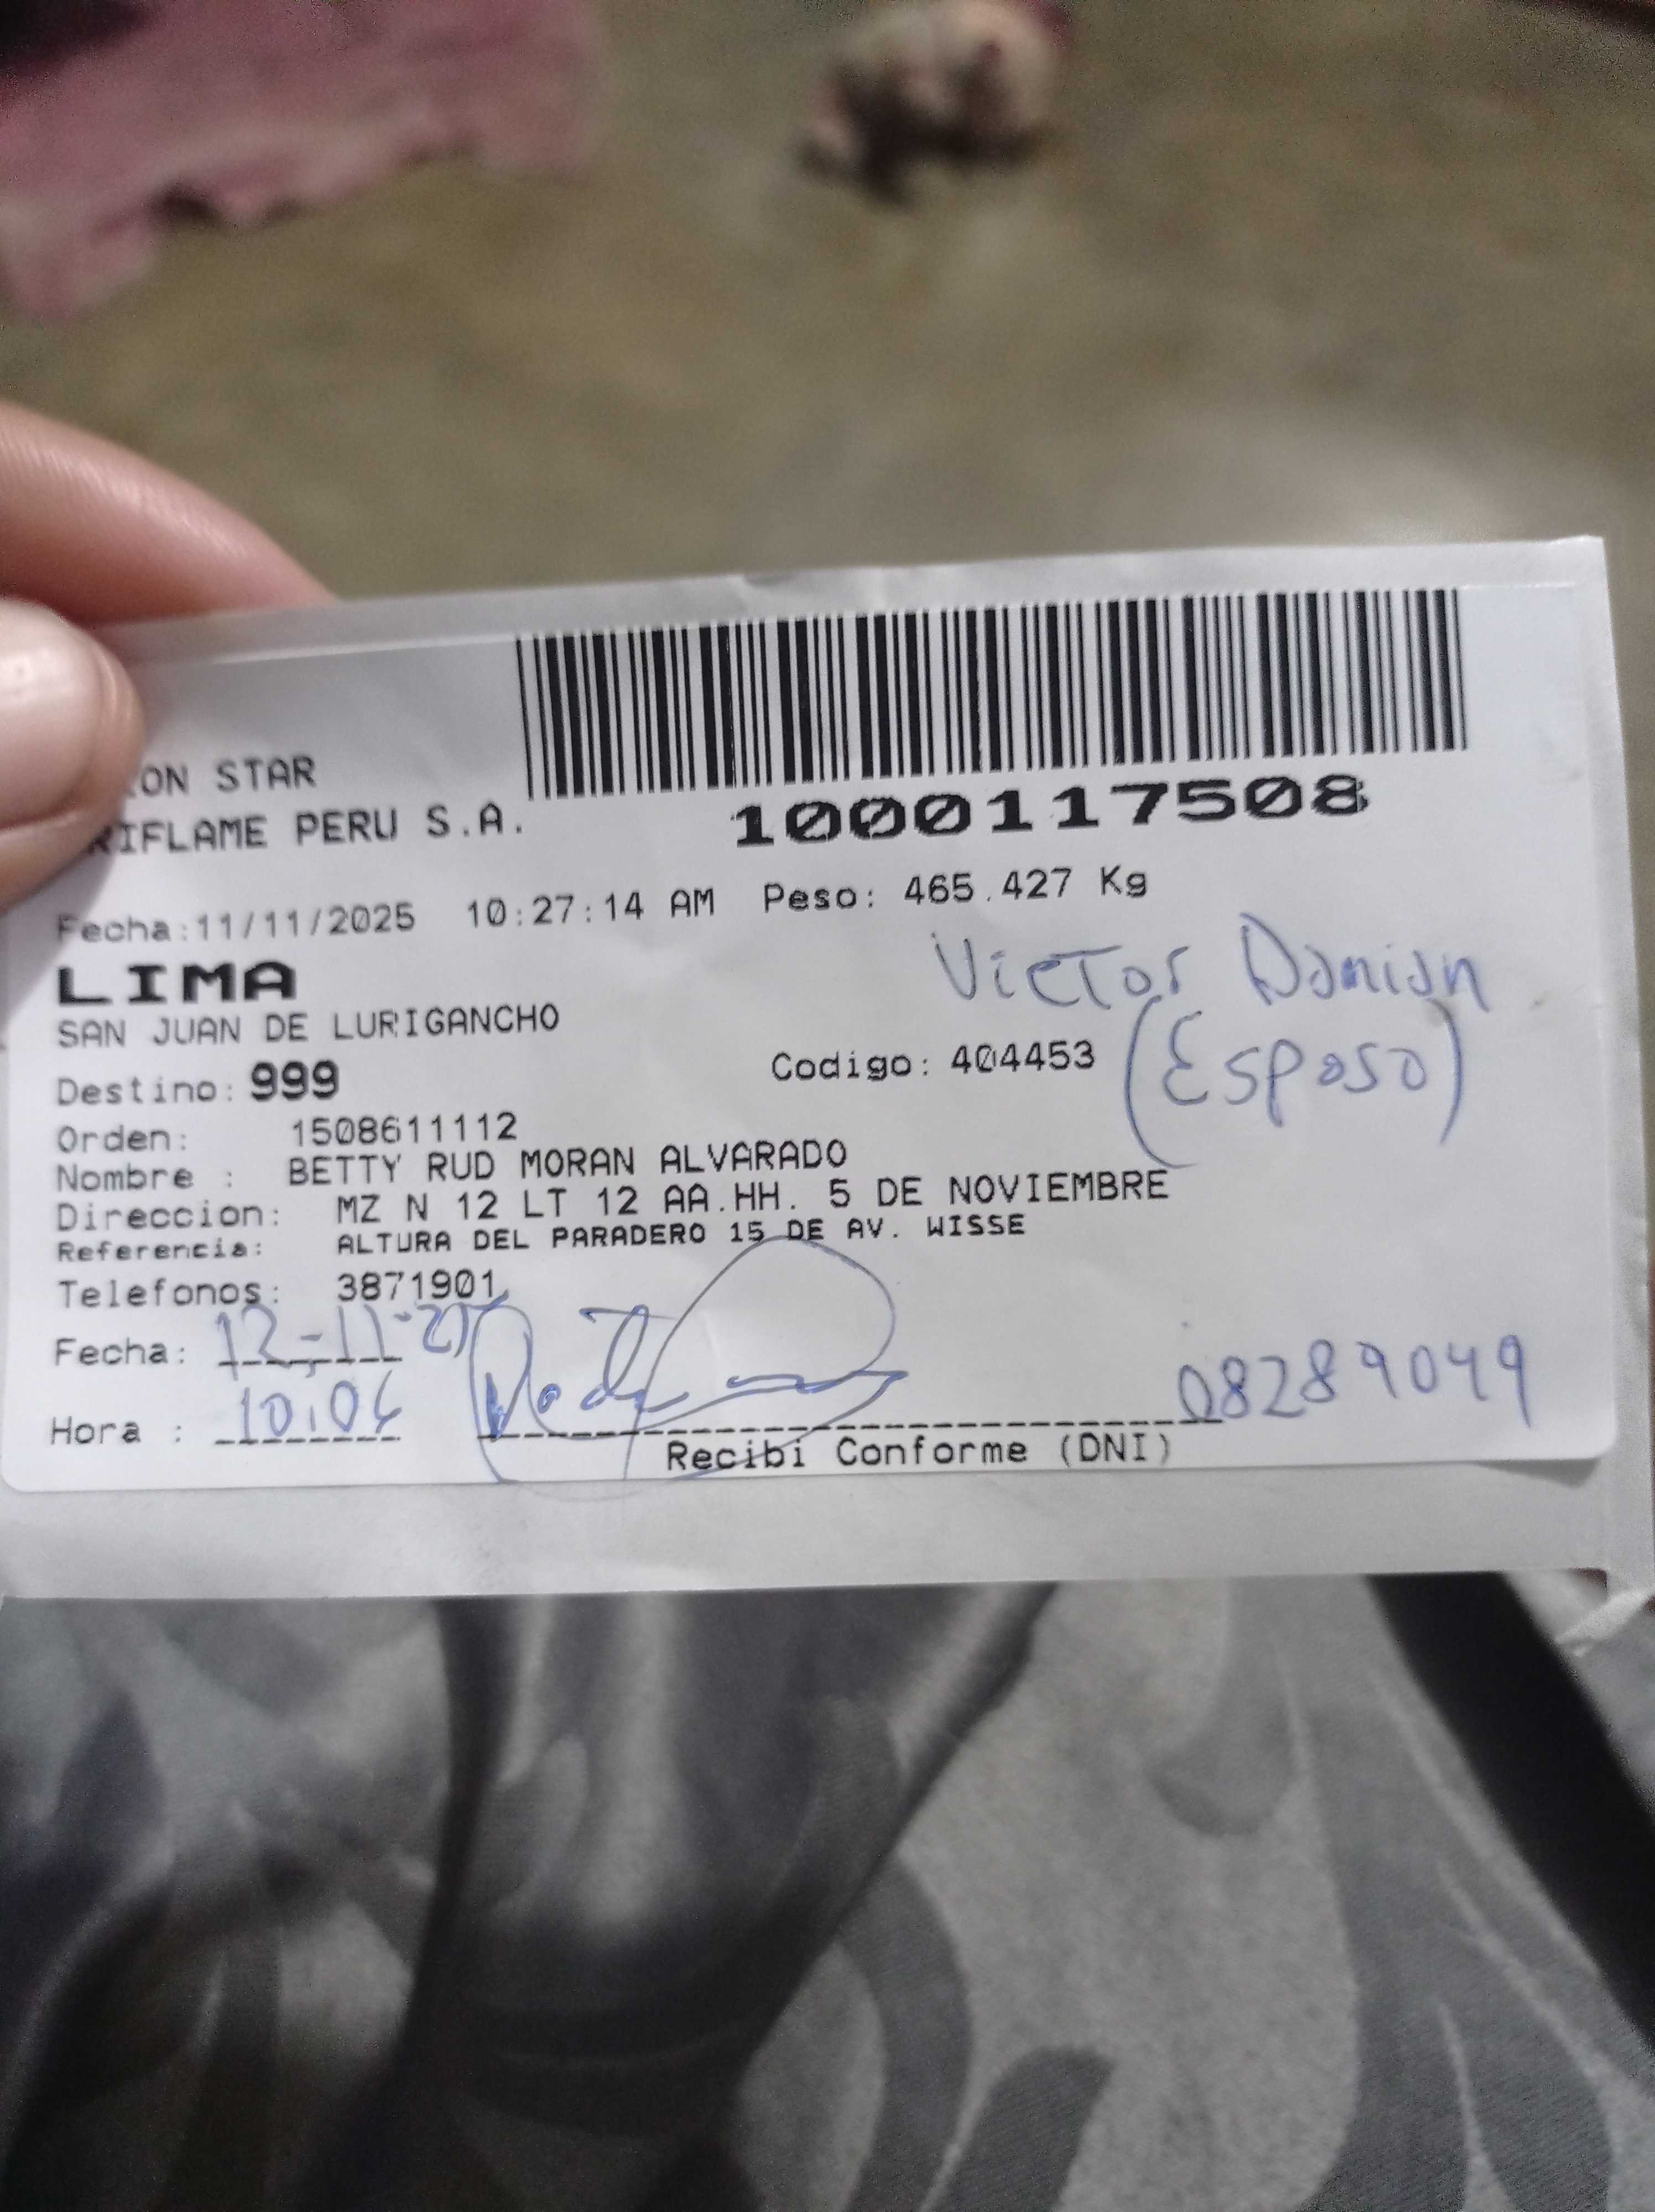 ON STAR
RIFLAME PERU S.A.
1000117508
Fecha:11/11/2025 10:27:14 AM Peso: 465.427 Kg
LIMA
Victor Damian
SAN JUAN DE LURIGANCHO
(Esposo)
Destino: 999 Codigo: 404453
Orden: 1508611112
Nombre : BETTY RUD MORAN ALVARADO
Direccion: MZ N 12 LT 12 AA.HH. 5 DE NOVIEMBRE
Referencia: ALTURA DEL PARADERO 15 DE AV. WISSE
Telefonos: 3871901
Fecha: 12-11-25
Hora : 10:06 08289049
Recibi Conforme (DNI)